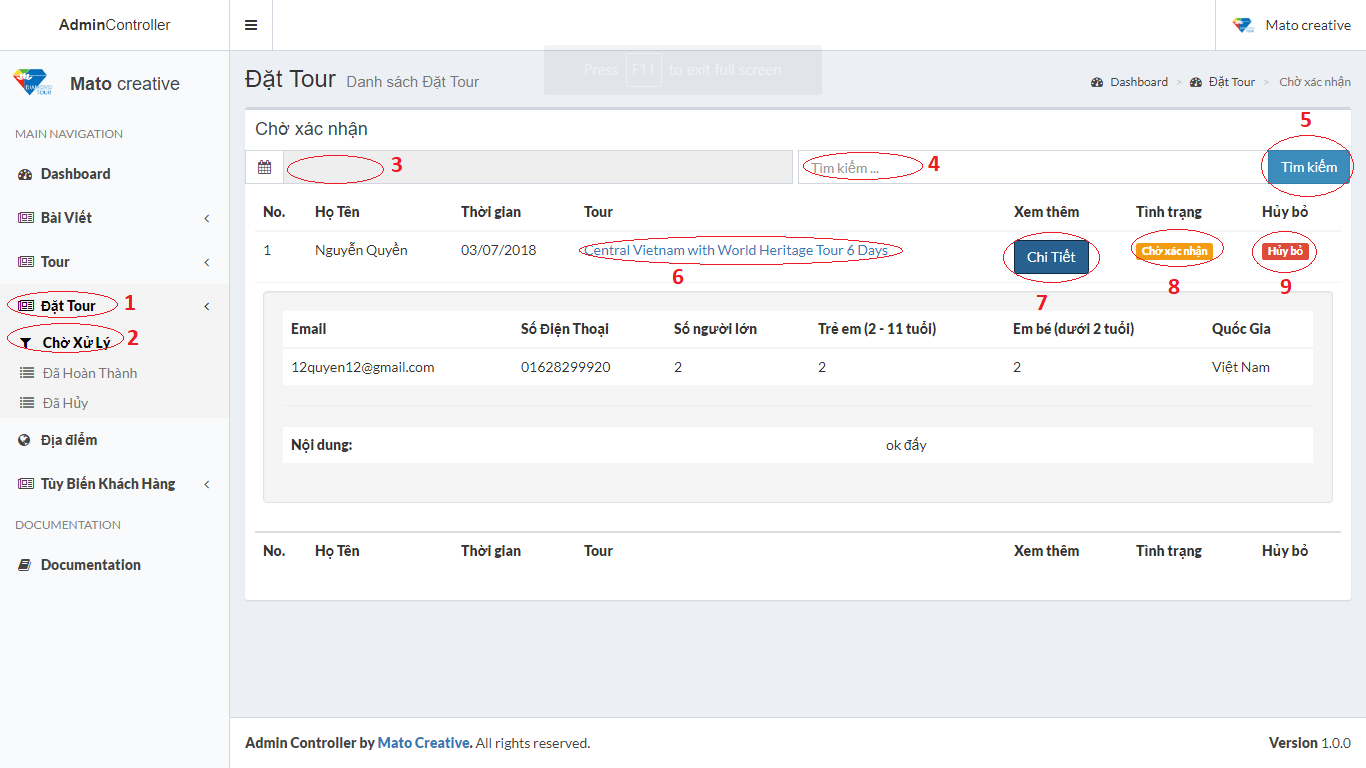 AdminController
Mato creative
Mato creative
DIAMOND TOUR
MAIN NAVIGATION
Dashboard
Bài Viết
Tour
Đặt Tour 1
Chờ Xử Lý 2
Đã Hoàn Thành
Đã Hủy
Địa điểm
Tùy Biến Khách Hàng
DOCUMENTATION
Documentation
Press F11 to exit full screen
Đặt Tour Danh sách Đặt Tour
Dashboard > Đặt Tour > Chờ xác nhận
Chờ xác nhận
5
3 Tìm kiếm ... 4 Tìm kiếm
No. Họ Tên Thời gian Tour Xem thêm Tình trạng Hủy bỏ
1 Nguyễn Quyền 03/07/2018 Central Vietnam with World Heritage Tour 6 Days Chi Tiết Chờ xác nhận Hủy bỏ
6 7 8 9
Email Số Điện Thoại Số người lớn Trẻ em (2 - 11 tuổi) Em bé (dưới 2 tuổi) Quốc Gia
12quyen12@gmail.com 01628299920 2 2 2 Việt Nam
Nội dung: ok đấy
No. Họ Tên Thời gian Tour Xem thêm Tình trạng Hủy bỏ
Admin Controller by Mato Creative. All rights reserved.
Version 1.0.0